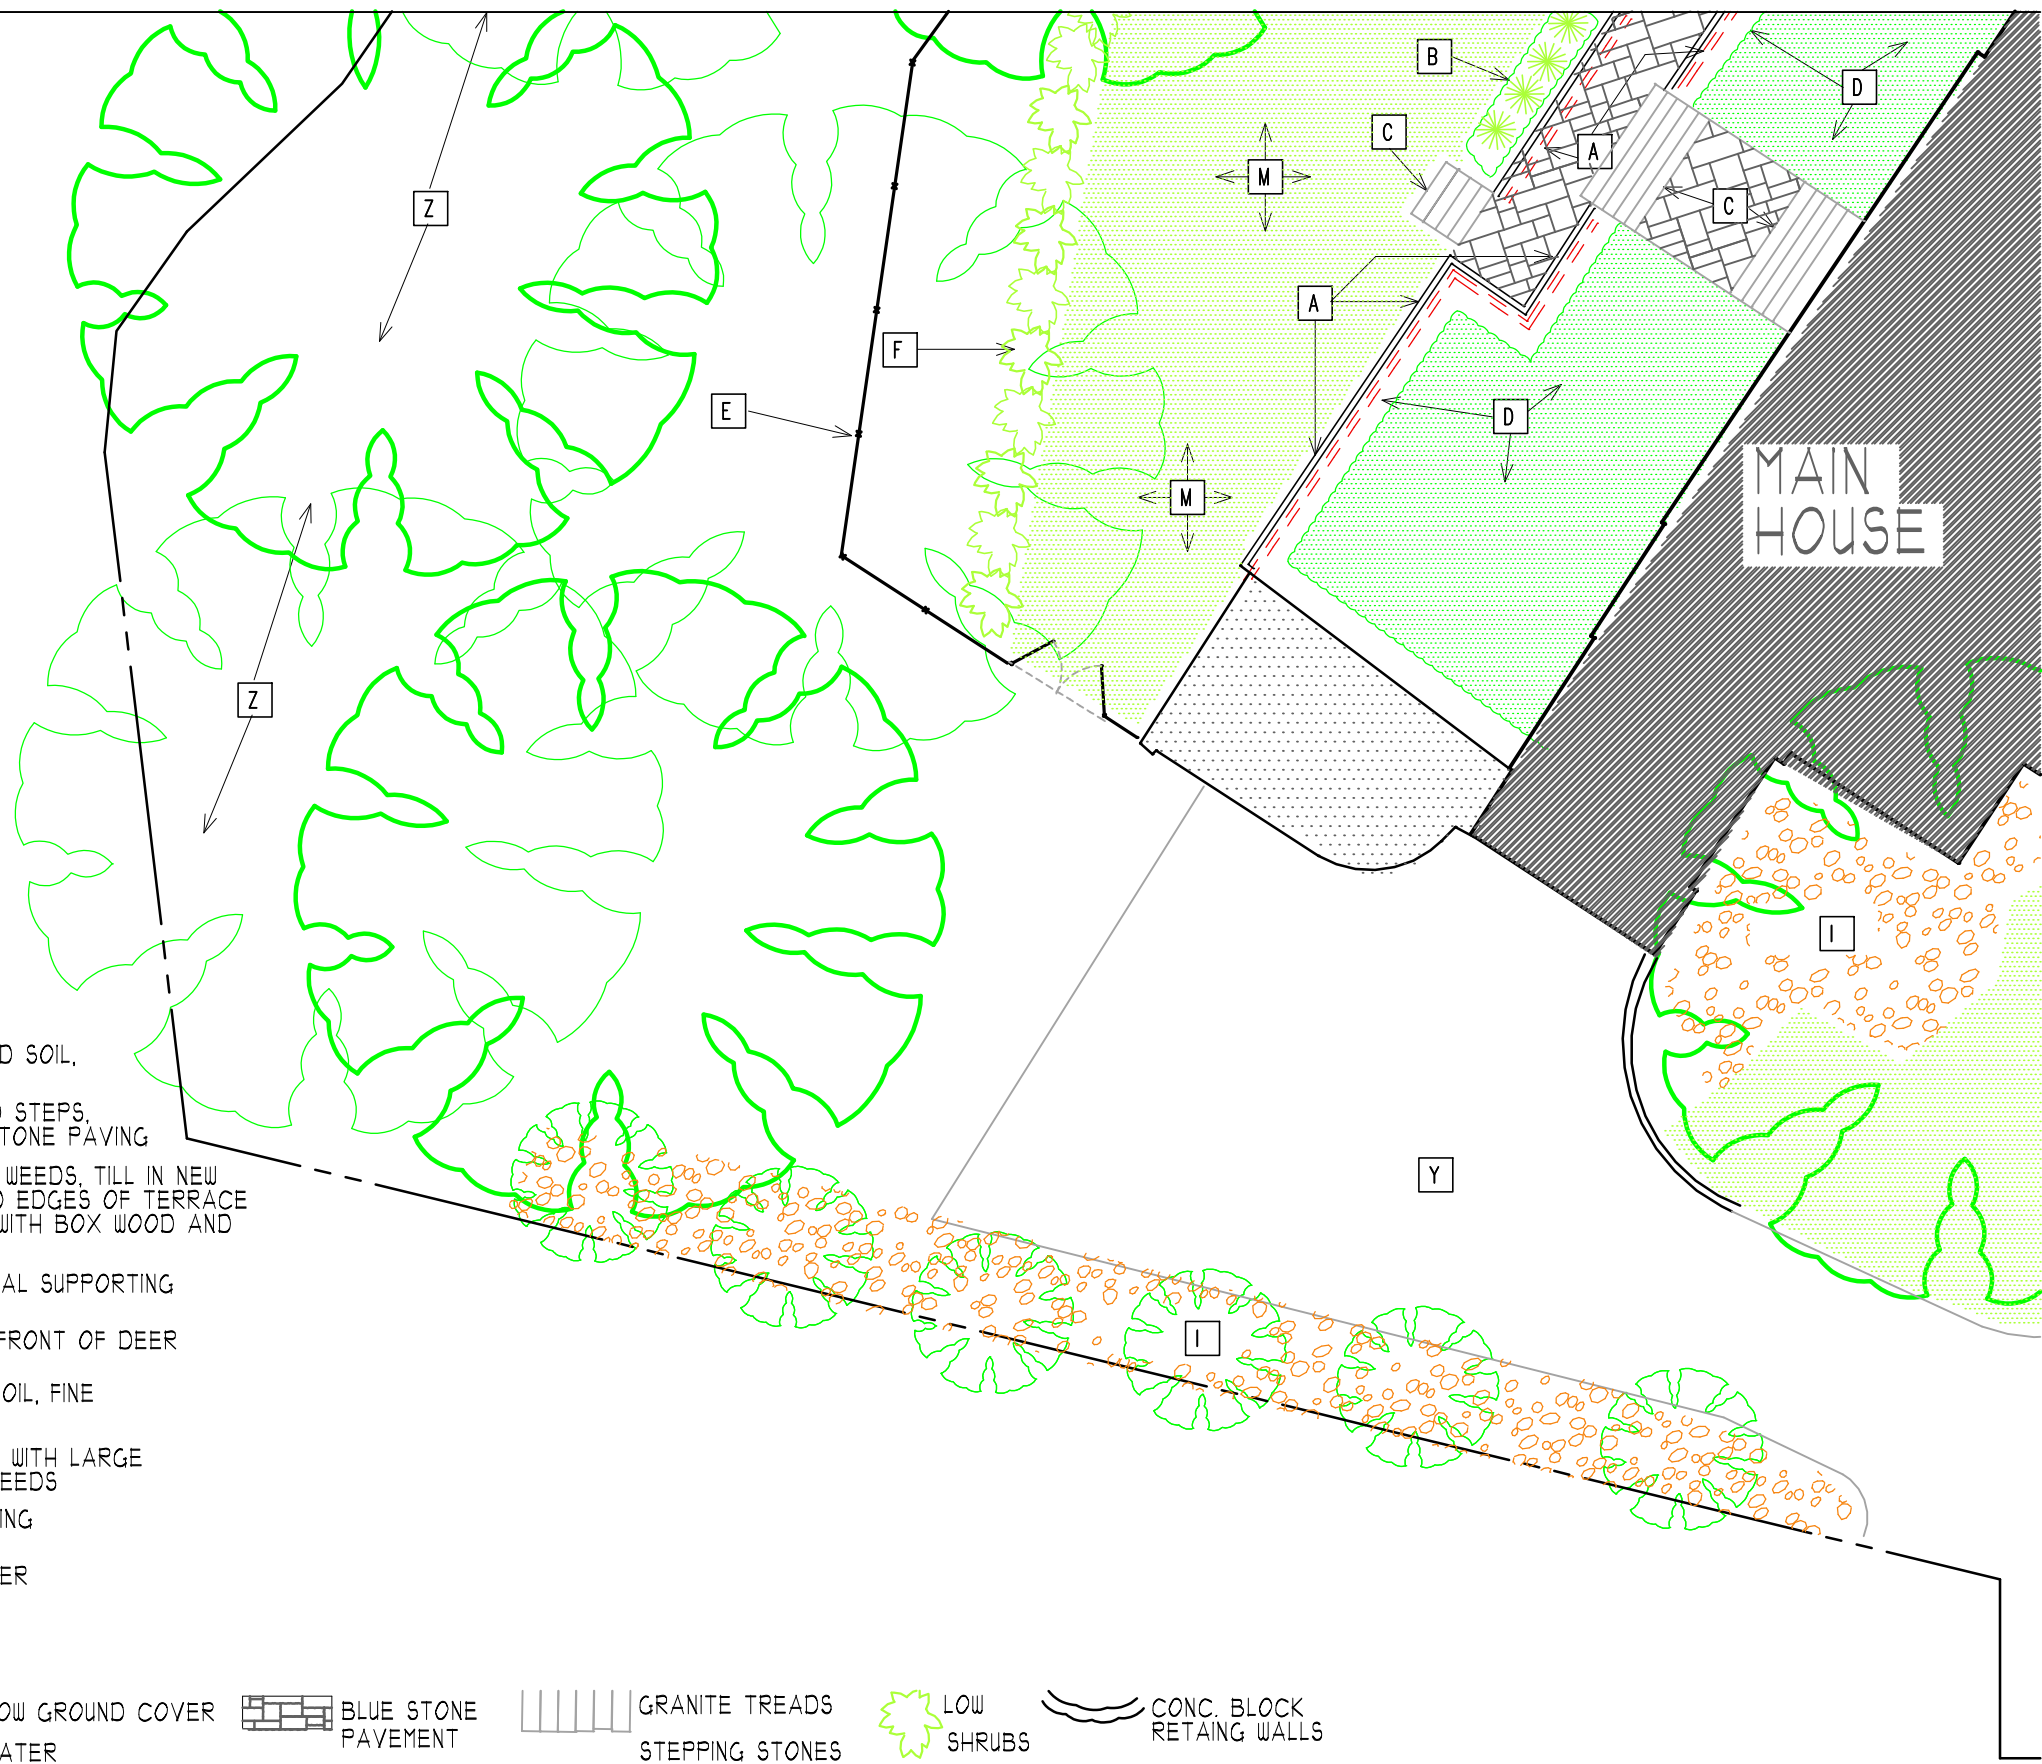 B
D
C
A
M
Z
C
A
F
E
D
M
MAIN
HOUSE
Z
I
D SOIL,
STEPS,
TONE PAVING
WEEDS, TILL IN NEW
EDGES OF TERRACE
WITH BOX WOOD AND
AL SUPPORTING
FRONT OF DEER
OIL, FINE
WITH LARGE
EEDS
ING
ER
Y
I
OW GROUND COVER
ATER
BLUE STONE
PAVEMENT
GRANITE TREADS
STEPPING STONES
LOW
SHRUBS
CONC. BLOCK
RETAING WALLS